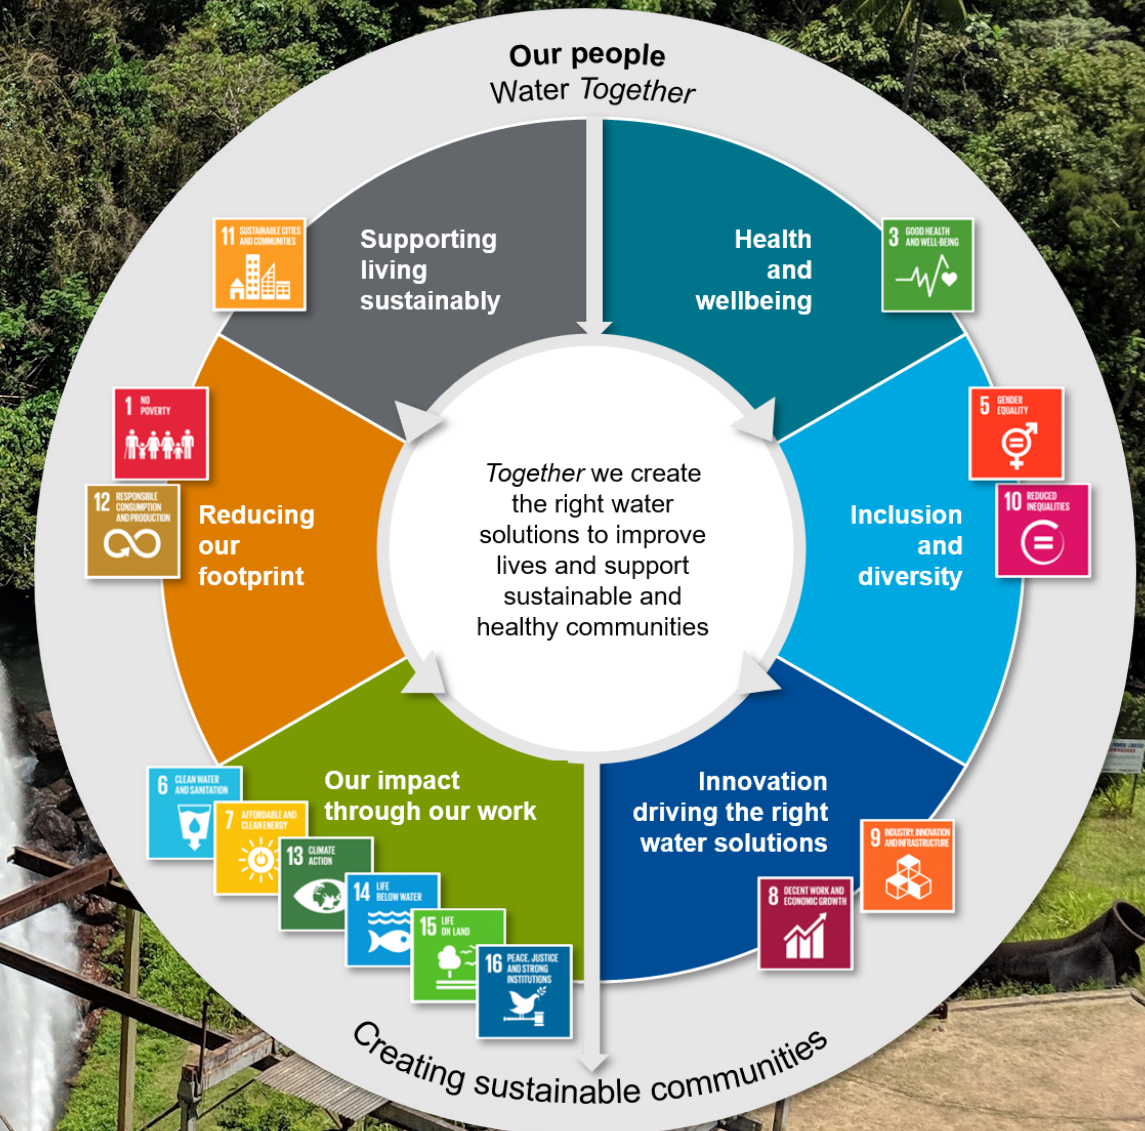 Our people
Water Together
Supporting
living
sustainably
Health
and
wellbeing
11 SUSTAINABLE CITIES
AND COMMUNITIES
3 GOOD HEALTH
AND WELL-BEING
1 NO
POVERTY
5 GENDER
EQUALITY
12 RESPONSIBLE
CONSUMPTION
AND PRODUCTION
10 REDUCED
INEQUALITIES
Reducing
our
footprint
Together we create
the right water
solutions to improve
lives and support
sustainable and
healthy communities
Inclusion
and
diversity
Our impact
through our work
Innovation
driving the right
water solutions
6 CLEAN WATER
AND SANITATION
7 AFFORDABLE AND
CLEAN ENERGY
13 CLIMATE
ACTION
14 LIFE
BELOW WATER
15 LIFE
ON LAND
16 PEACE, JUSTICE
AND STRONG
INSTITUTIONS
9 INDUSTRY, INNOVATION
AND INFRASTRUCTURE
8 DECENT WORK AND
ECONOMIC GROWTH
Creating sustainable communities